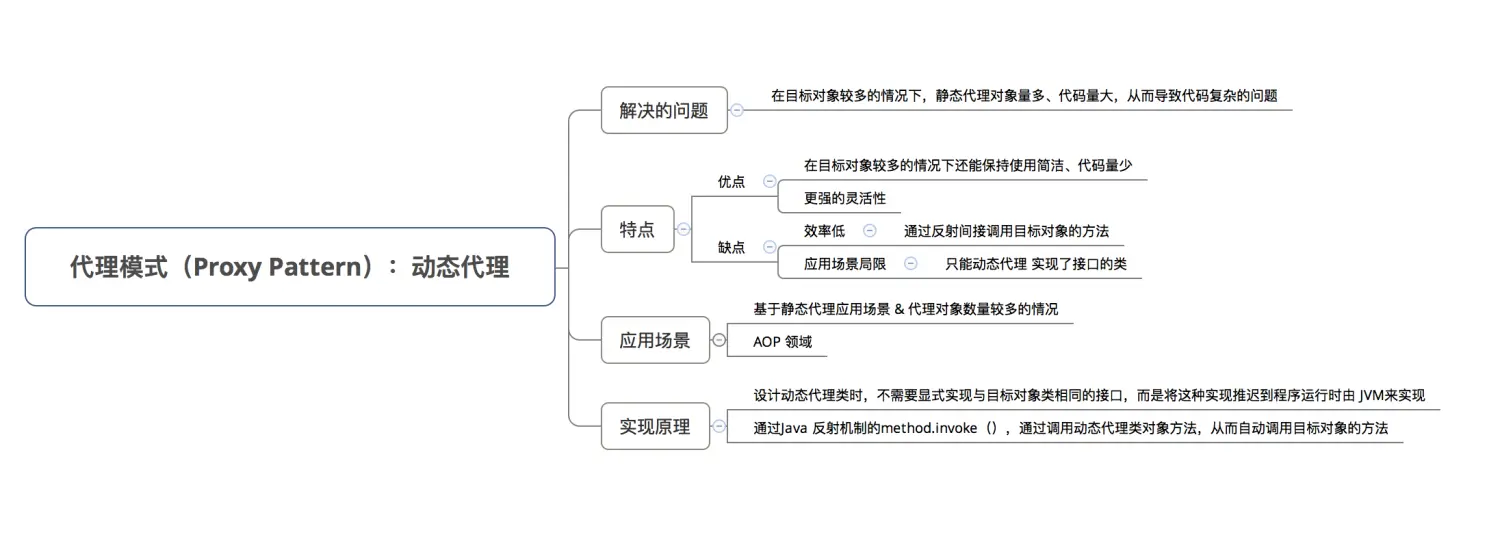 代理模式（Proxy Pattern）：动态代理
解决的问题
在目标对象较多的情况下，静态代理对象量多、代码量大，从而导致代码复杂的问题
特点
优点
在目标对象较多的情况下还能保持使用简洁、代码量少
更强的灵活性
缺点
效率低
通过反射间接调用目标对象的方法
应用场景局限
只能动态代理 实现了接口的类
应用场景
基于静态代理应用场景 & 代理对象数量较多的情况
AOP 领域
实现原理
设计动态代理类时，不需要显式实现与目标对象类相同的接口，而是将这种实现推迟到程序运行时由 JVM来实现
通过Java 反射机制的method.invoke（），通过调用动态代理类对象方法，从而自动调用目标对象的方法